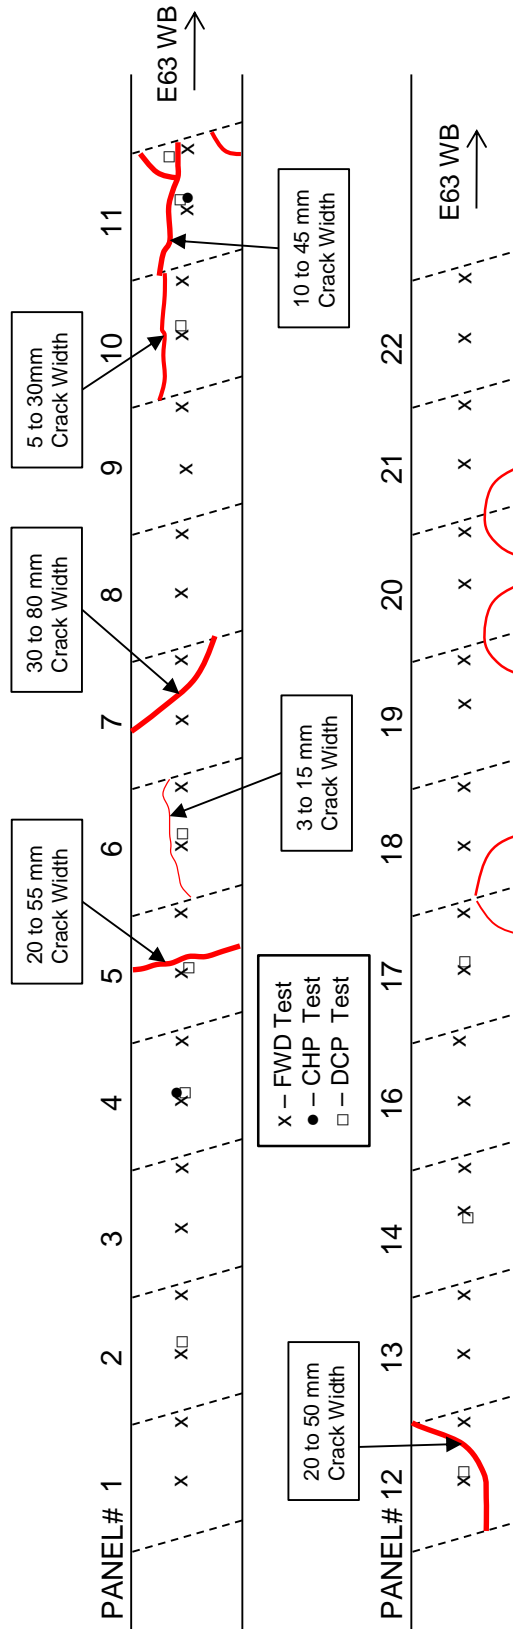 E63 WB
PANEL# 1 2 3 4 5 6 7 8 9 10 11
20 to 55 mm
Crack Width
30 to 80 mm
Crack Width
5 to 30mm
Crack Width
3 to 15 mm
Crack Width
10 to 45 mm
Crack Width
x – FWD Test
● – CHP Test
□ – DCP Test
20 to 50 mm
Crack Width
E63 WB
PANEL# 12 13 14 16 17 18 19 20 21 22